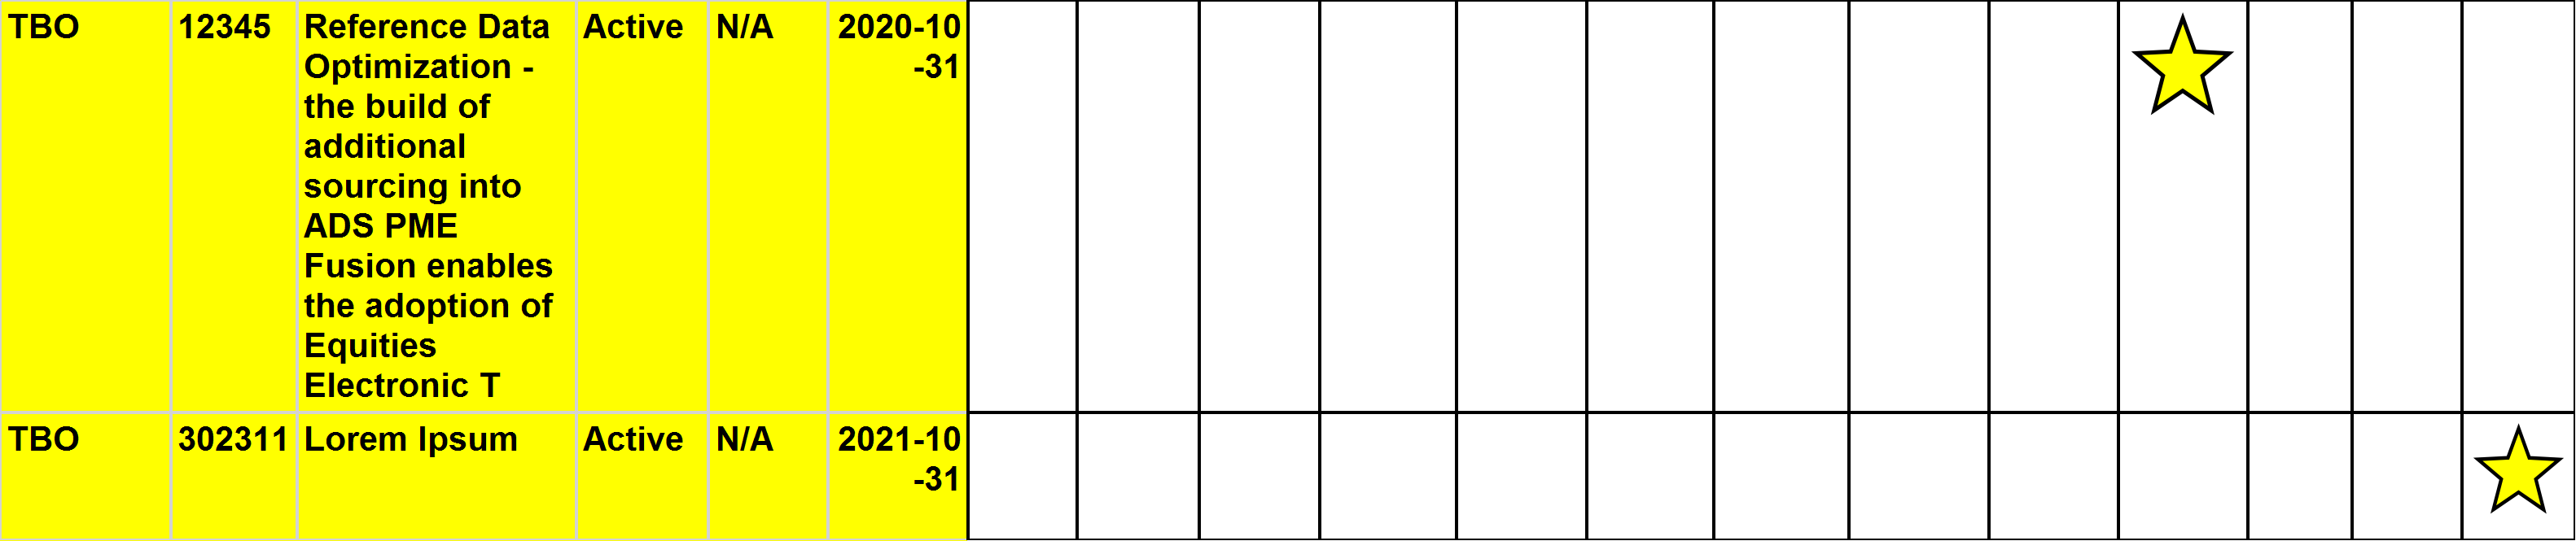 TBO 12345 Reference Data Active N/A 2020-10
Optimization - -31
the build of
additional
sourcing into
ADS PME
Fusion enables
the adoption of
Equities
Electronic T
TBO 302311 Lorem Ipsum Active N/A 2021-10
-31